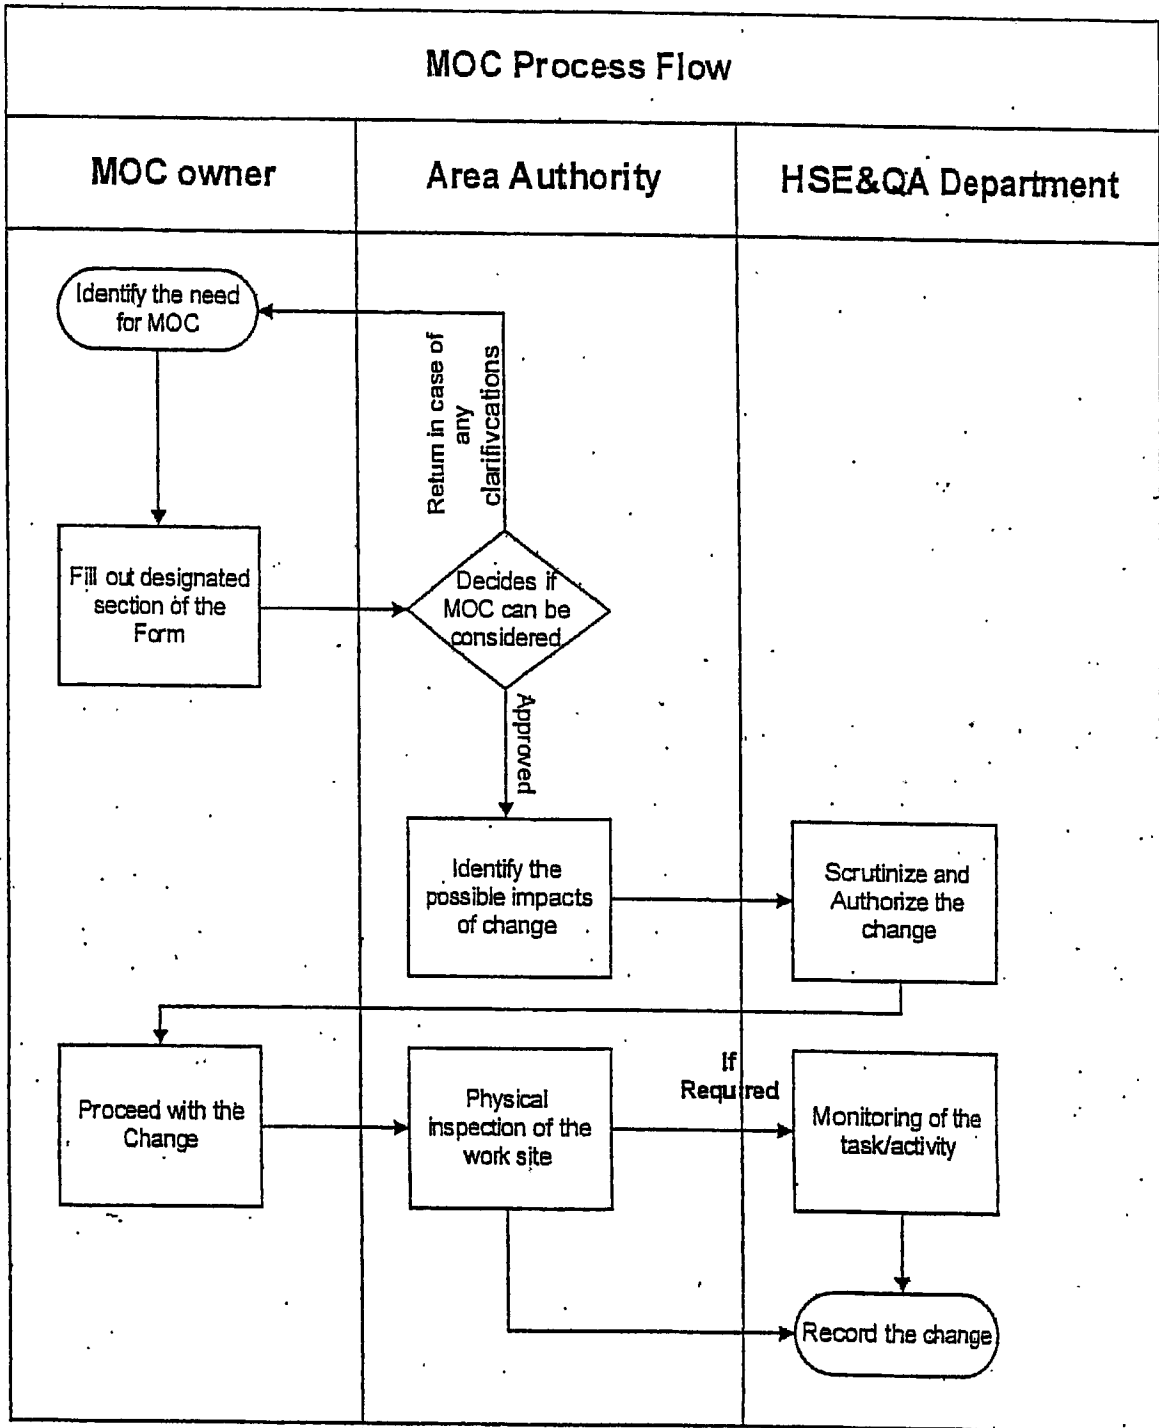 MOC Process Flow
MOC owner
Area Authority
HSE&QA Department
Identify the need
for MOC
Return in case of
any
clarifivcations
Fill out designated
section of the
Form
Decides if
MOC can be
considered
Approved
Identify the
possible impacts
of change
Scrutinize and
Authorize the
change
Proceed with the
Change
Physical
inspection of the
work site
If
Required
Monitoring of the
task/activity
Record the change